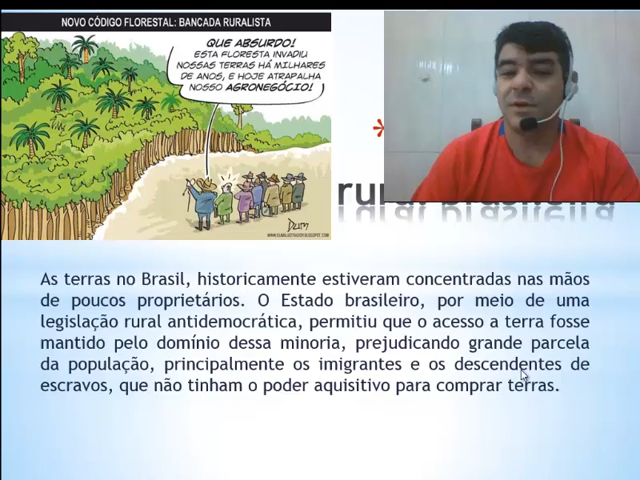 NOVO CÓDIGO FLORESTAL: BANCADA RURALISTA
QUE ABSURDO!
ESTA FLORESTA INVADIU
NOSSAS TERRAS HÁ MILHARES
DE ANOS, E HOJE ATRAPALHA
NOSSO AGRONEGÓCIO!
*
rural brasileira
As terras no Brasil, historicamente estiveram concentradas nas mãos
de poucos proprietários. O Estado brasileiro, por meio de uma
legislação rural antidemocrática, permitiu que o acesso a terra fosse
mantido pelo domínio dessa minoria, prejudicando grande parcela
da população, principalmente os imigrantes e os descendentes de
escravos, que não tinham o poder aquisitivo para comprar terras.